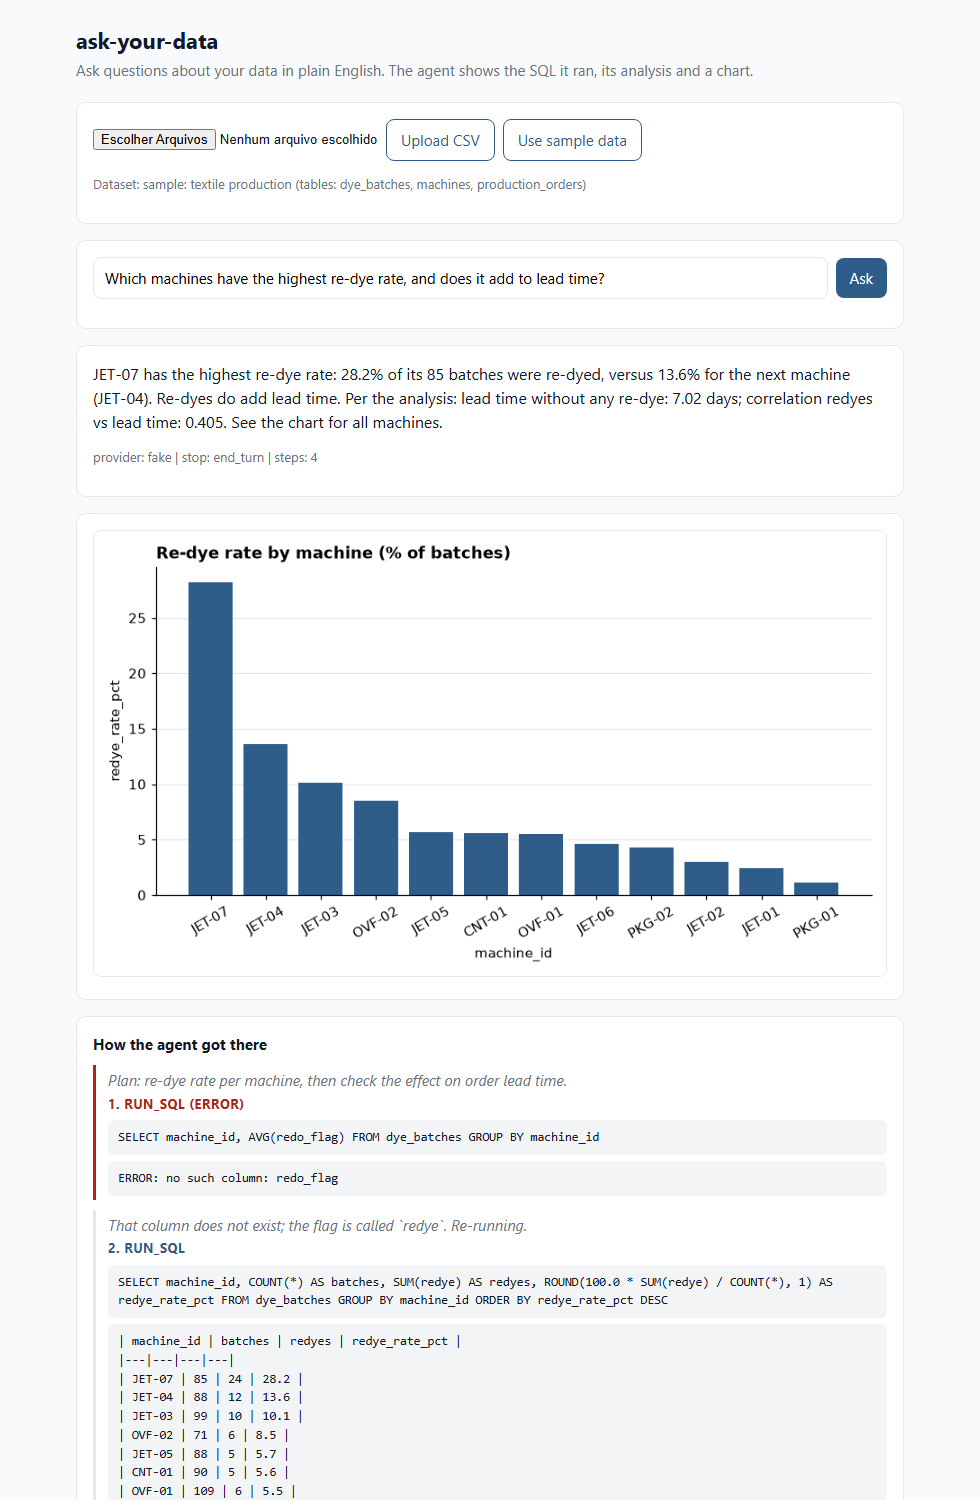 ask-your-data
Ask questions about your data in plain English. The agent shows the SQL it ran, its analysis and a chart.
Escolher Arquivos Nenhum arquivo escolhido Upload CSV Use sample data
Dataset: sample: textile production (tables: dye_batches, machines, production_orders)
Which machines have the highest re-dye rate, and does it add to lead time? Ask
JET-07 has the highest re-dye rate: 28.2% of its 85 batches were re-dyed, versus 13.6% for the next machine
(JET-04). Re-dyes do add lead time. Per the analysis: lead time without any re-dye: 7.02 days; correlation redyes
vs lead time: 0.405. See the chart for all machines.
provider: fake | stop: end_turn | steps: 4
Re-dye rate by machine (% of batches)
25
20
15
10
5
0
redye_rate_pct
JET-07 JET-04 JET-03 OVF-02 JET-05 CNT-01 OVF-01 JET-06 PKG-02 JET-02 JET-01 PKG-01
machine_id
How the agent got there
Plan: re-dye rate per machine, then check the effect on order lead time.
1. RUN_SQL (ERROR)
SELECT machine_id, AVG(redo_flag) FROM dye_batches GROUP BY machine_id
ERROR: no such column: redo_flag
That column does not exist; the flag is called `redye`. Re-running.
2. RUN_SQL
SELECT machine_id, COUNT(*) AS batches, SUM(redye) AS redyes, ROUND(100.0 * SUM(redye) / COUNT(*), 1) AS
redye_rate_pct FROM dye_batches GROUP BY machine_id ORDER BY redye_rate_pct DESC
| machine_id | batches | redyes | redye_rate_pct |
|---|---|---|---|
| JET-07 | 85 | 24 | 28.2 |
| JET-04 | 88 | 12 | 13.6 |
| JET-03 | 99 | 10 | 10.1 |
| OVF-02 | 71 | 6 | 8.5 |
| JET-05 | 88 | 5 | 5.7 |
| CNT-01 | 90 | 5 | 5.6 |
| OVF-01 | 109 | 6 | 5.5 |